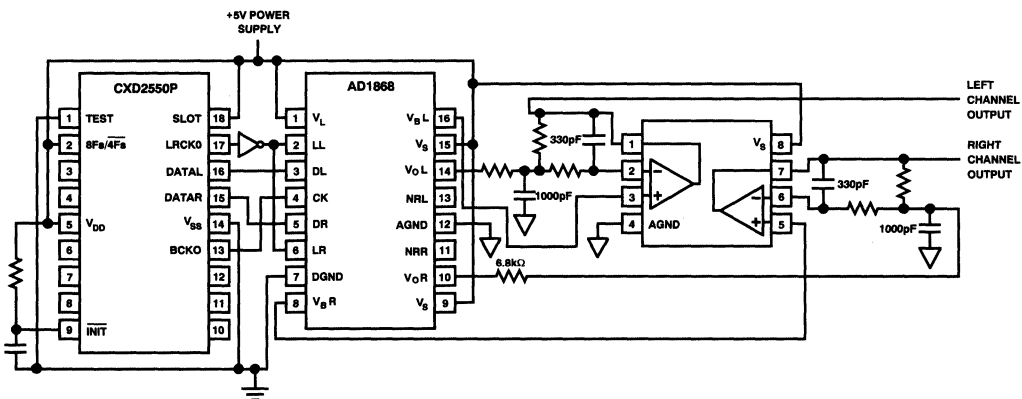 +5V POWER
SUPPLY
CXD2550P
1 TEST SLOT 18
2 8Fs/4Fs LRCKO 17
3 DATAL 16
4 DATAR 15
5 VDD VSS 14
6 BCKO 13
7 12
8 11
9 INIT 10
AD1868
1 VL VBL 16
2 LL VS 15
3 DL VOL 14
4 CK NRL 13
5 DR AGND 12
6 LR NRR 11
7 DGND VOR 10
8 VBR VS 9
330pF
1000pF
6.8kΩ
1 VS 8
2 7
3 6
4 AGND 5
330pF
1000pF
LEFT
CHANNEL
OUTPUT
RIGHT
CHANNEL
OUTPUT